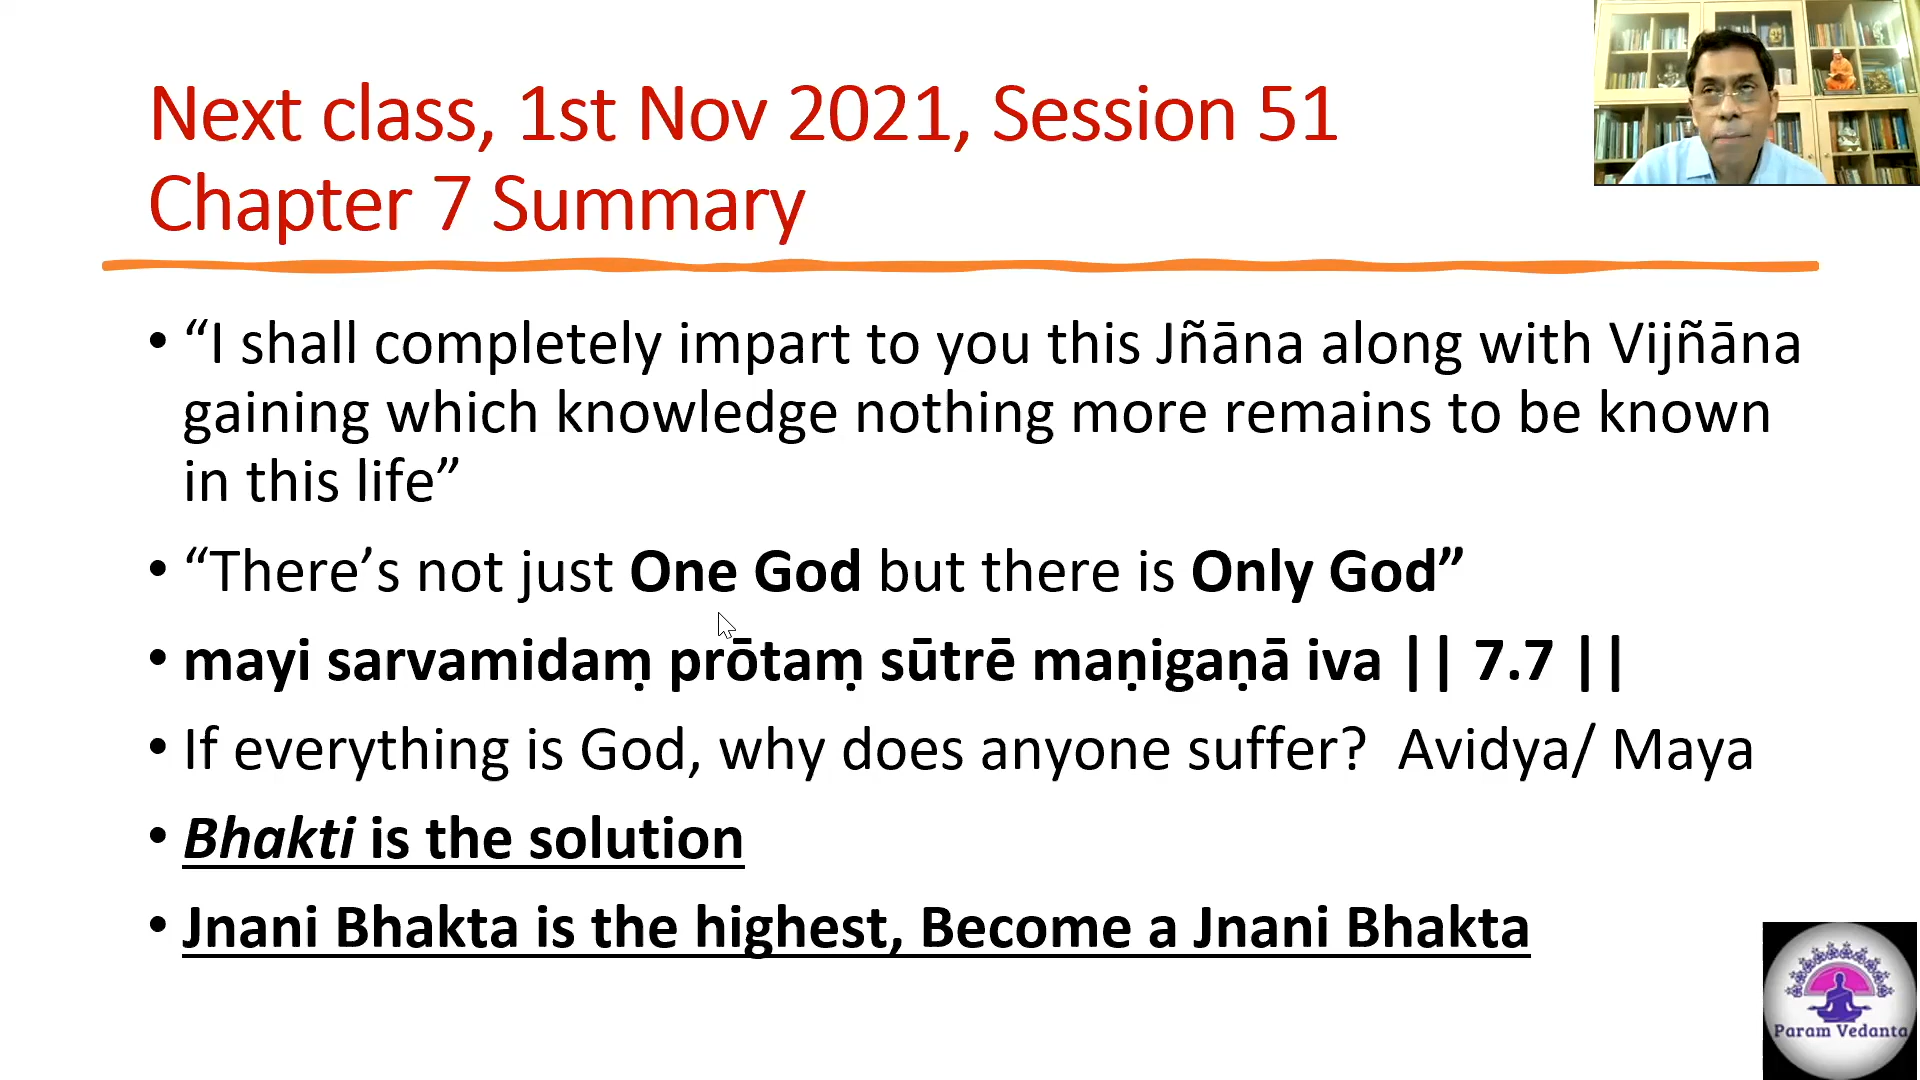 Next class, 1st Nov 2021, Session 51
Chapter 7 Summary
• “I shall completely impart to you this Jñāna along with Vijñāna
gaining which knowledge nothing more remains to be known
in this life”
• “There’s not just One God but there is Only God”
• mayi sarvamidaṃ prōtaṃ sūtrē maṇigaṇā iva || 7.7 ||
• If everything is God, why does anyone suffer?  Avidya/ Maya
• Bhakti is the solution
• Jnani Bhakta is the highest, Become a Jnani Bhakta
Param Vedanta